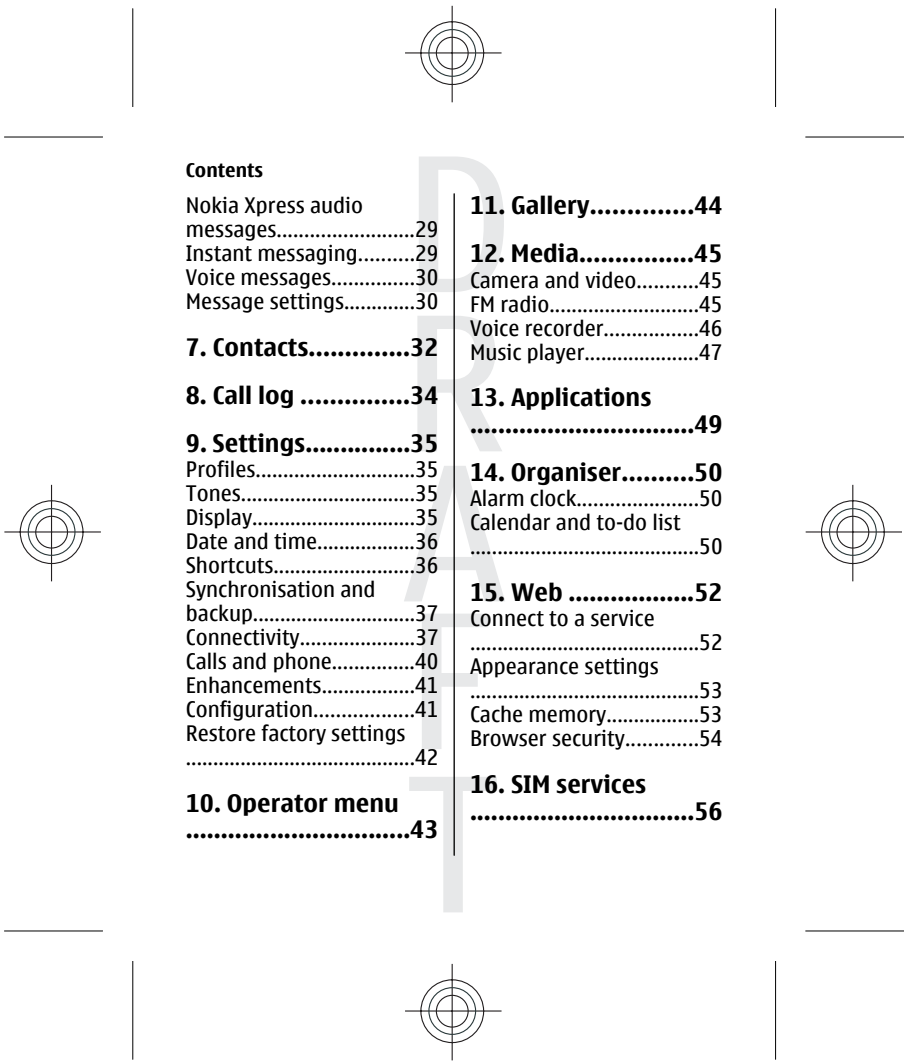 Contents
Nokia Xpress audio
messages........................29
Instant messaging..........29
Voice messages...............30
Message settings.............30
7. Contacts..............32
8. Call log ................34
9. Settings...............35
Profiles...........................35
Tones..............................35
Display............................35
Date and time.................36
Shortcuts........................36
Synchronisation and
backup............................37
Connectivity....................37
Calls and phone..............40
Enhancements................41
Configuration..................41
Restore factory settings
.......................................42
10. Operator menu
................................43
11. Gallery...............44
12. Media................45
Camera and video...........45
FM radio..........................45
Voice recorder.................46
Music player....................47
13. Applications
................................49
14. Organiser..........50
Alarm clock.....................50
Calendar and to-do list
.......................................50
15. Web ..................52
Connect to a service
.......................................52
Appearance settings
.......................................53
Cache memory................53
Browser security.............54
16. SIM services
................................56
DRAFT